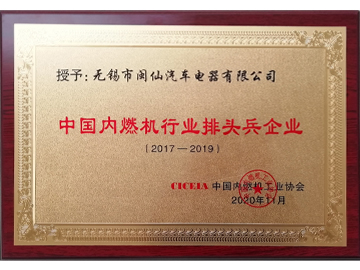 授予：无锡市闽仙汽车电器有限公司
中国内燃机行业排头兵企业
（2017—2019）
CICEIA 中国内燃机工业协会
2020年11月